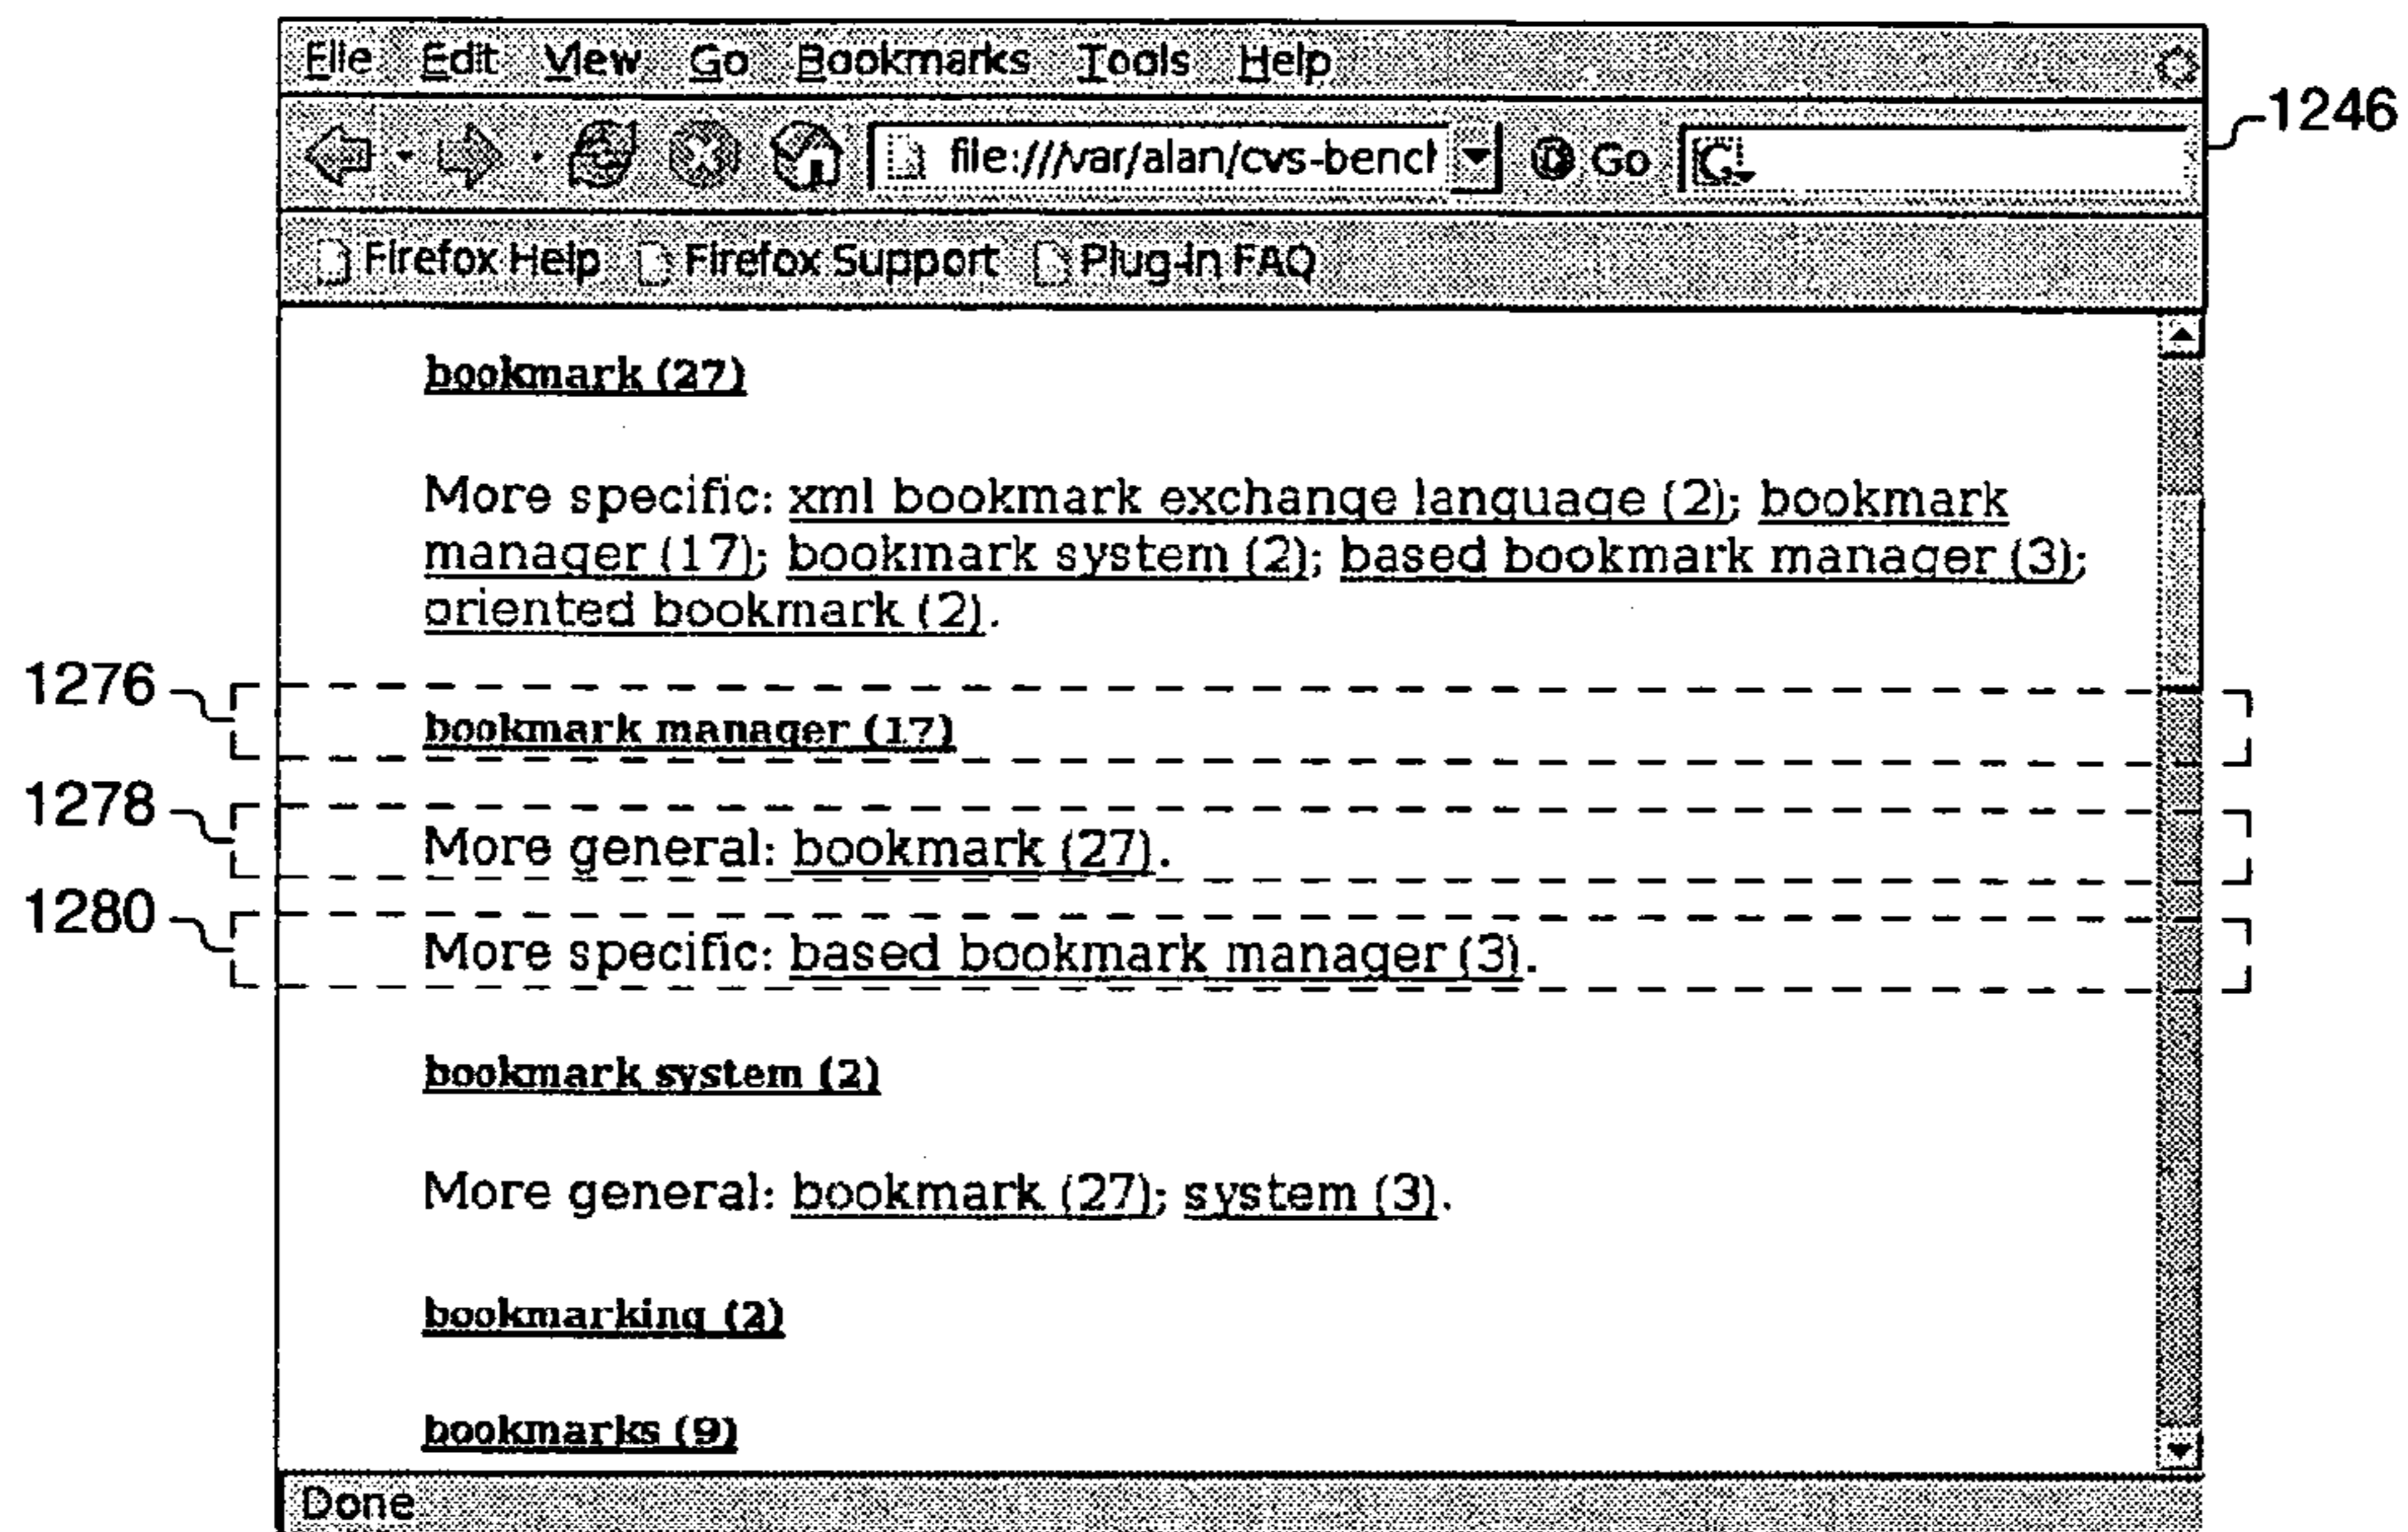 File Edit View Go Bookmarks Tools Help
1246
file:///var/alan/cvs-bench Go G
Firefox Help Firefox Support Plug-in FAQ
bookmark (27)
More specific: xml bookmark exchange language (2); bookmark
manager (17); bookmark system (2); based bookmark manager (3);
oriented bookmark (2).
1276
bookmark manager (17)
1278
More general: bookmark (27).
1280
More specific: based bookmark manager (3).
bookmark system (2)
More general: bookmark (27); system (3).
bookmarking (2)
bookmarks (9)
Done